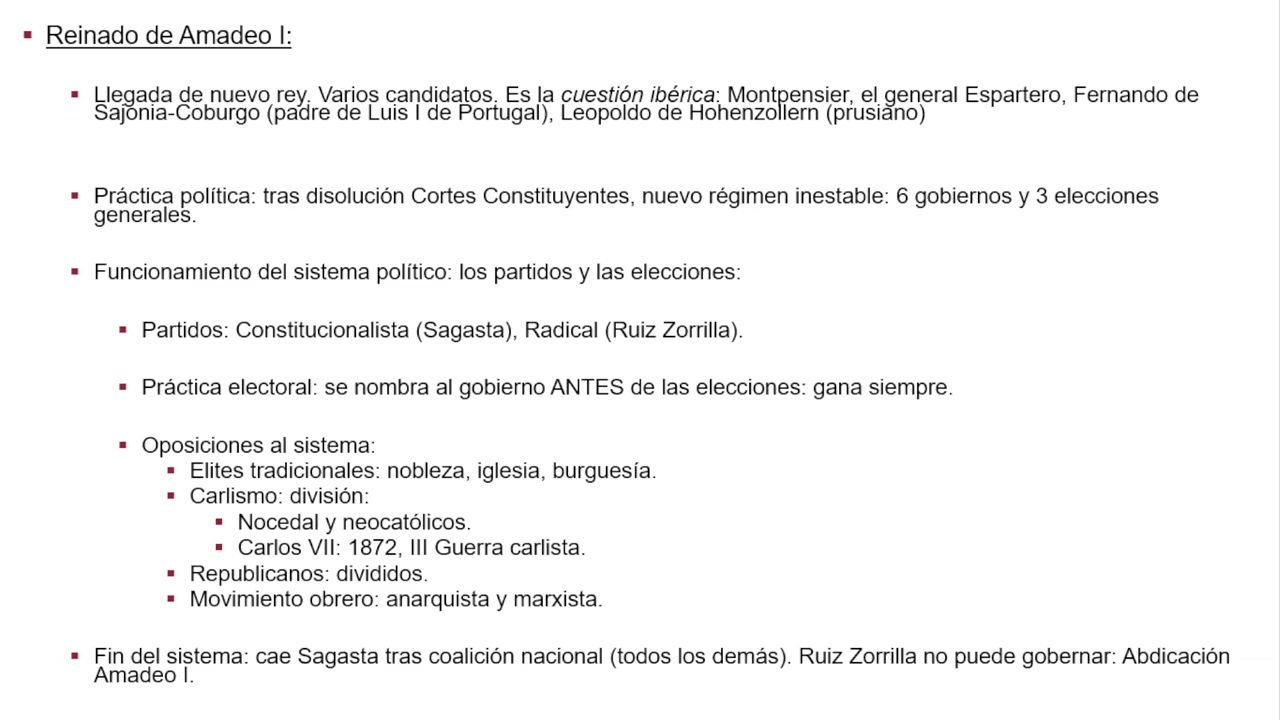 Reinado de Amadeo I:
Llegada de nuevo rey. Varios candidatos. Es la cuestión ibérica: Montpensier, el general Espartero, Fernando de
Sajonia-Coburgo (padre de Luis I de Portugal), Leopoldo de Hohenzollern (prusiano)
Práctica política: tras disolución Cortes Constituyentes, nuevo régimen inestable: 6 gobiernos y 3 elecciones
generales.
Funcionamiento del sistema político: los partidos y las elecciones:
Partidos: Constitucionalista (Sagasta), Radical (Ruiz Zorrilla).
Práctica electoral: se nombra al gobierno ANTES de las elecciones: gana siempre.
Oposiciones al sistema:
Elites tradicionales: nobleza, iglesia, burguesía.
Carlismo: división:
Nocedal y neocatólicos.
Carlos VII: 1872, III Guerra carlista.
Republicanos: divididos.
Movimiento obrero: anarquista y marxista.
Fin del sistema: cae Sagasta tras coalición nacional (todos los demás). Ruiz Zorrilla no puede gobernar: Abdicación
Amadeo I.